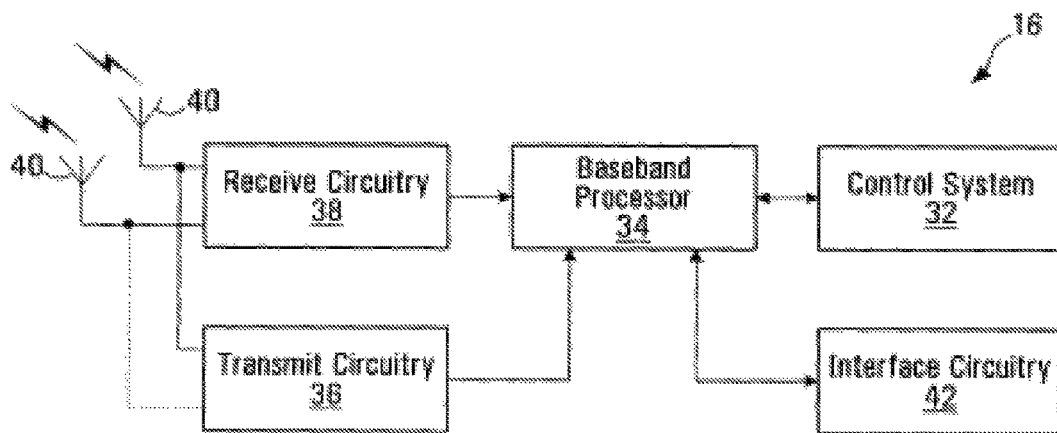 16
40
40
Receive Circuitry
38
Baseband
Processor
34
Control System
32
Transmit Circuitry
36
Interface Circuitry
42